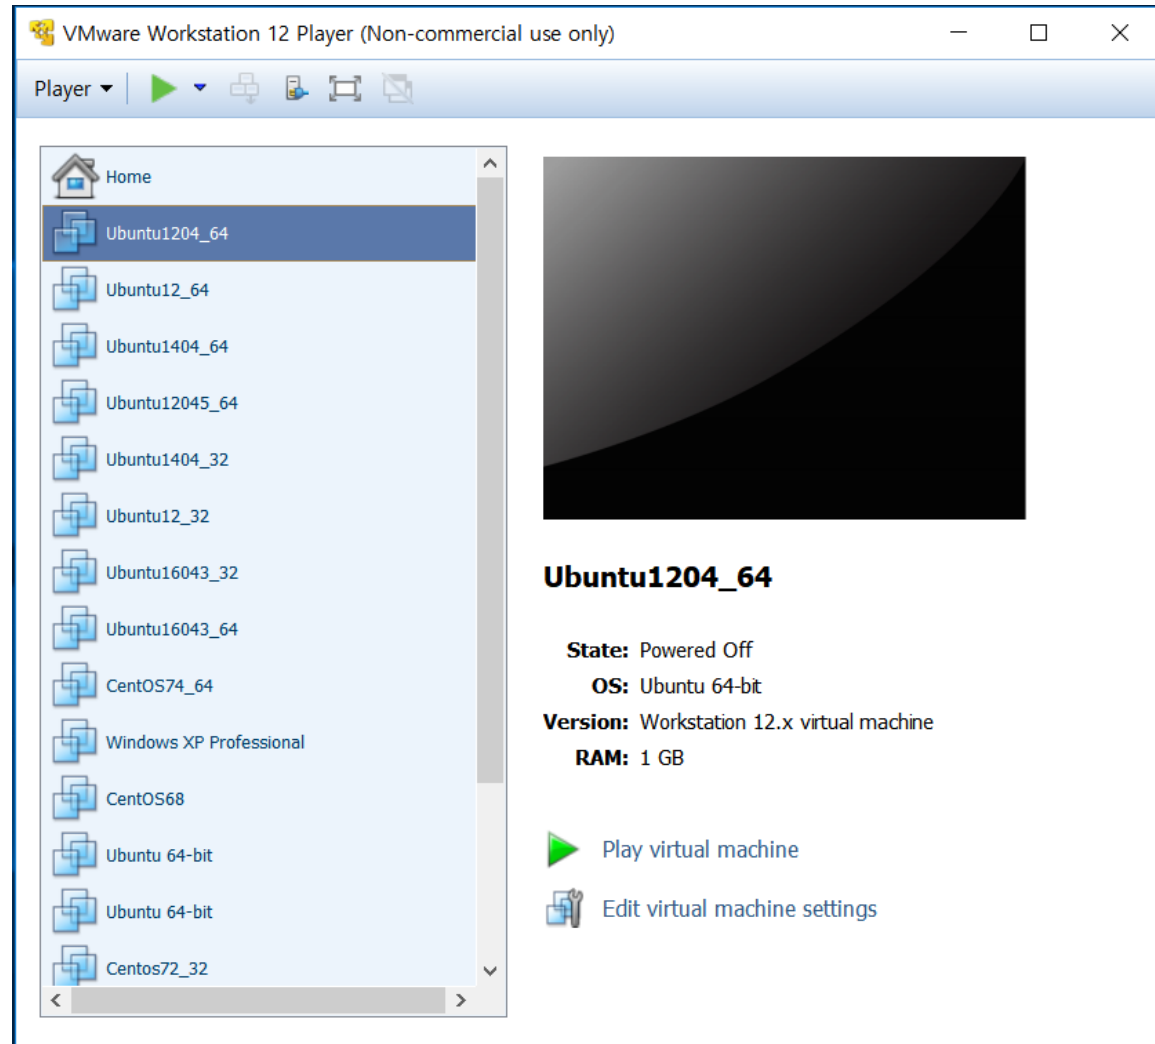 VMware Workstation 12 Player (Non-commercial use only)
Player
Home
Ubuntu1204_64
Ubuntu12_64
Ubuntu1404_64
Ubuntu12045_64
Ubuntu1404_32
Ubuntu12_32
Ubuntu16043_32
Ubuntu16043_64
CentOS74_64
Windows XP Professional
CentOS68
Ubuntu 64-bit
Ubuntu 64-bit
Centos72_32
Ubuntu1204_64
State: Powered Off
OS: Ubuntu 64-bit
Version: Workstation 12.x virtual machine
RAM: 1 GB
Play virtual machine
Edit virtual machine settings